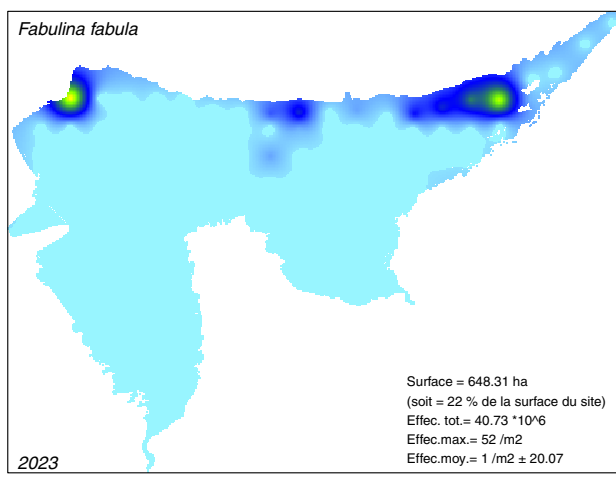 Fabulina fabula
Surface = 648.31 ha
(soit = 22 % de la surface du site)
Effec. tot.= 40.73 *10^6
Effec.max.= 52 /m2
Effec.moy.= 1 /m2 ± 20.07
2023